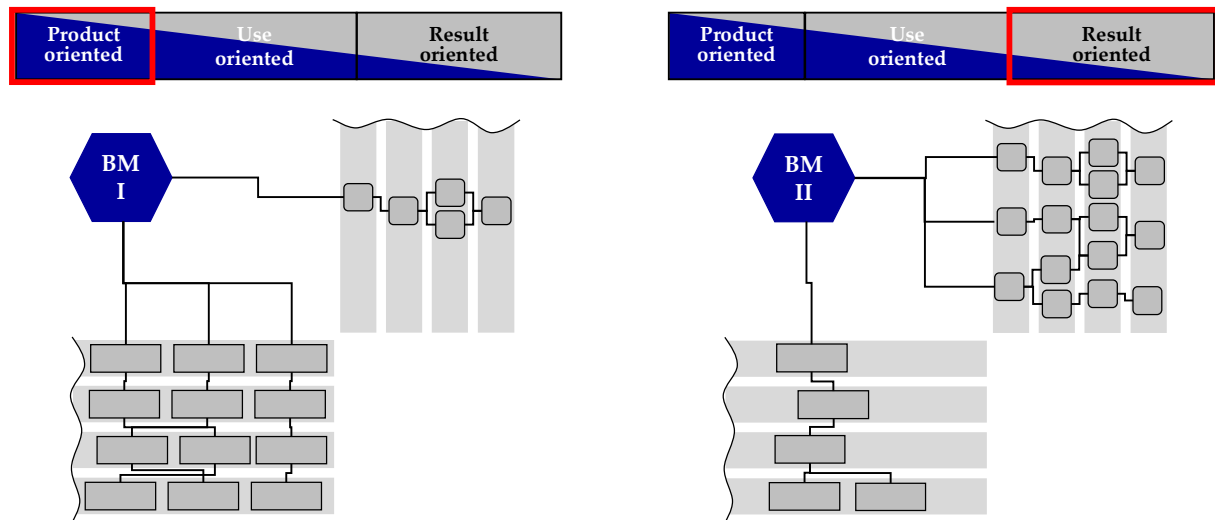 Product
oriented
Use
oriented
Result
oriented
Product
oriented
Use
oriented
Result
oriented
BM
I
BM
II